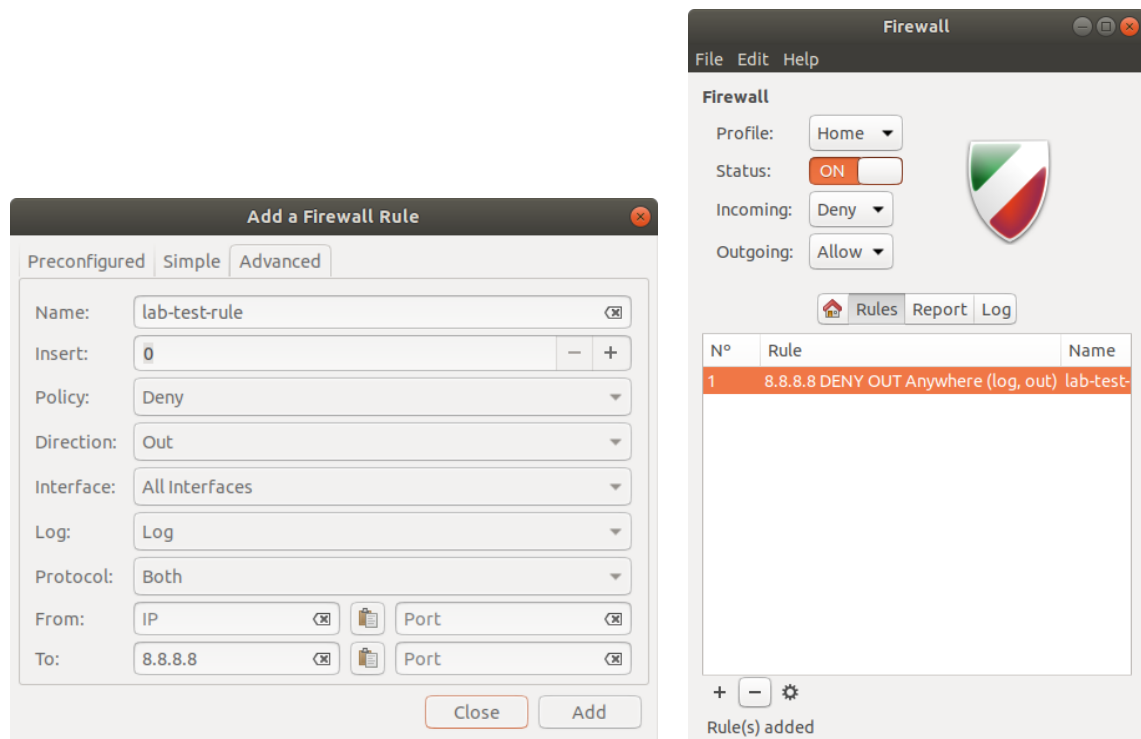 Add a Firewall Rule
Preconfigured Simple Advanced
Name: lab-test-rule
Insert: 0
Policy: Deny
Direction: Out
Interface: All Interfaces
Log: Log
Protocol: Both
From: IP Port
To: 8.8.8.8 Port
Close Add
Firewall
File Edit Help
Firewall
Profile: Home
Status: ON
Incoming: Deny
Outgoing: Allow
Rules Report Log
N° Rule Name
1 8.8.8.8 DENY OUT Anywhere (log, out) lab-test-
Rule(s) added